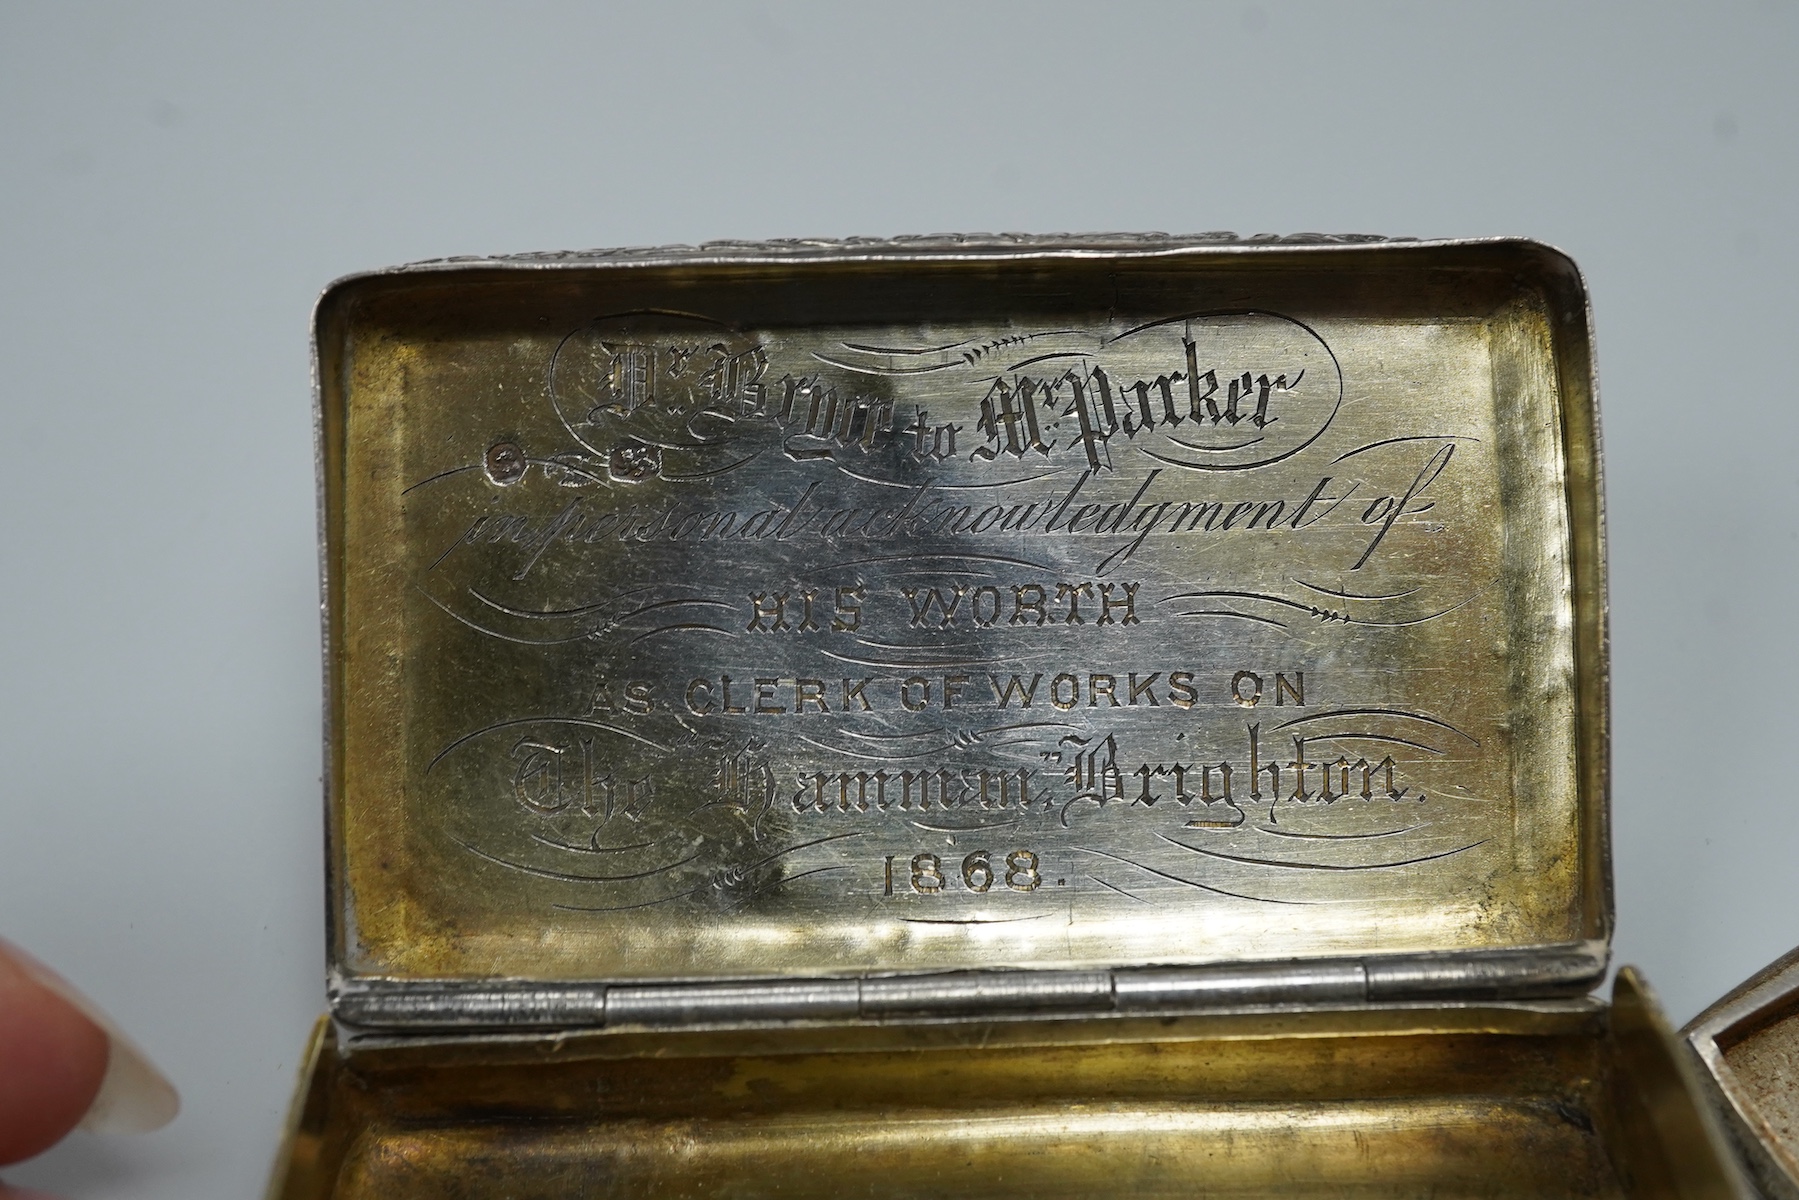 Dr. Bryce to Mr. Parker
in personal acknowledgment of
HIS WORTH
AS CLERK OF WORKS ON
The "Hammam," Brighton.
1868.